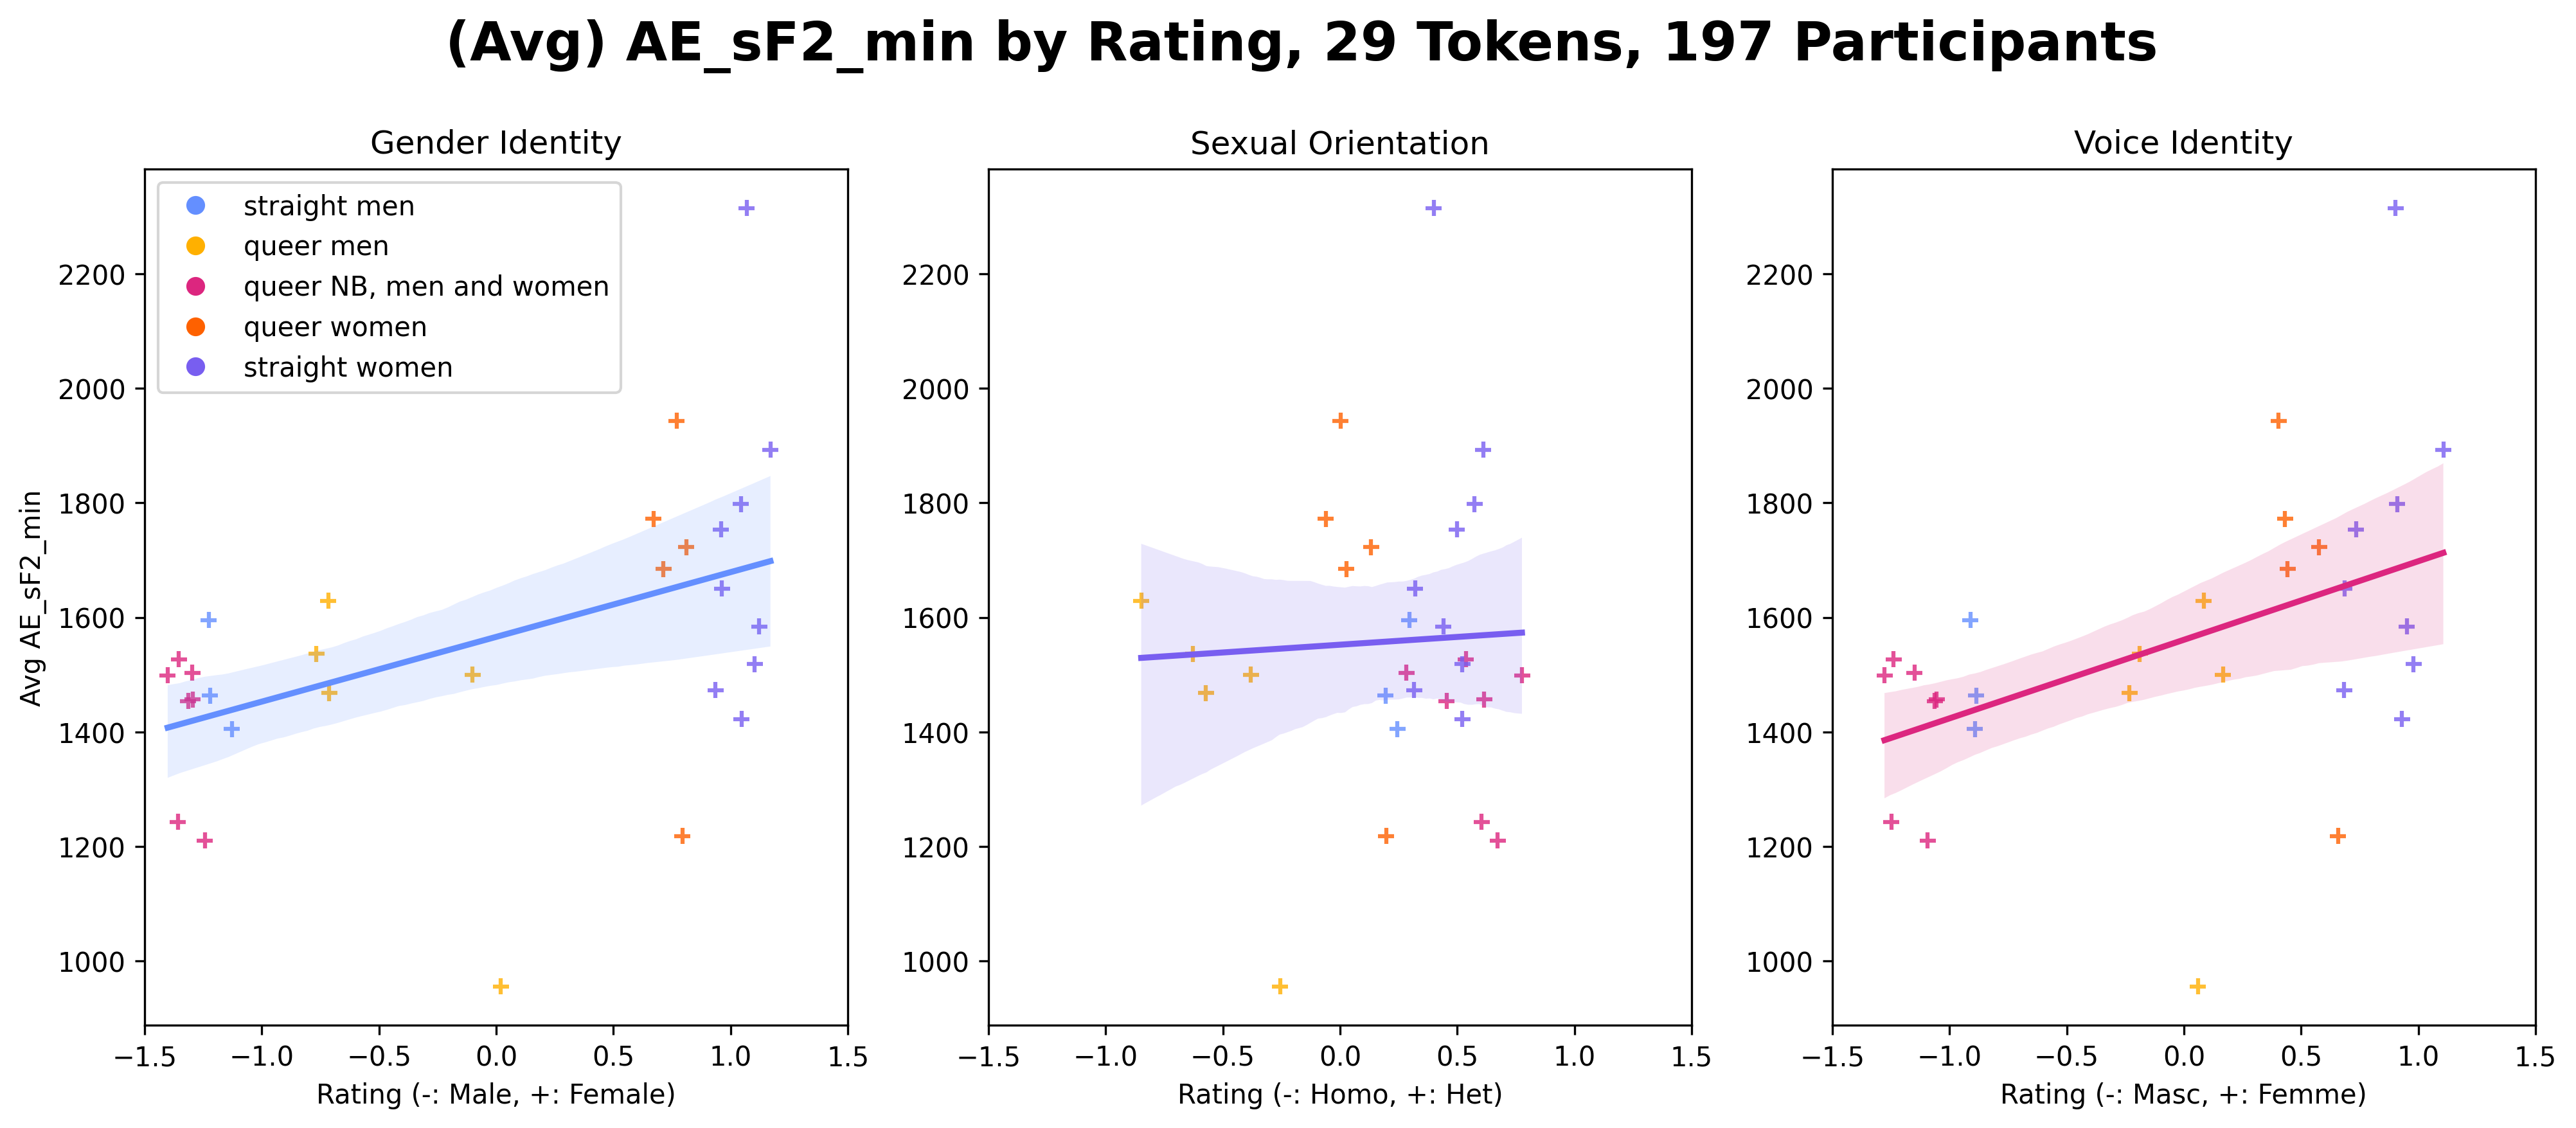 (Avg) AE_sF2_min by Rating, 29 Tokens, 197 Participants
Gender Identity
straight men
queer men
queer NB, men and women
queer women
straight women
Avg AE_sF2_min
2200
2000
1800
1600
1400
1200
1000
−1.5 −1.0 −0.5 0.0 0.5 1.0 1.5
Rating (-: Male, +: Female)
Sexual Orientation
2200
2000
1800
1600
1400
1200
1000
−1.5 −1.0 −0.5 0.0 0.5 1.0 1.5
Rating (-: Homo, +: Het)
Voice Identity
2200
2000
1800
1600
1400
1200
1000
−1.5 −1.0 −0.5 0.0 0.5 1.0 1.5
Rating (-: Masc, +: Femme)